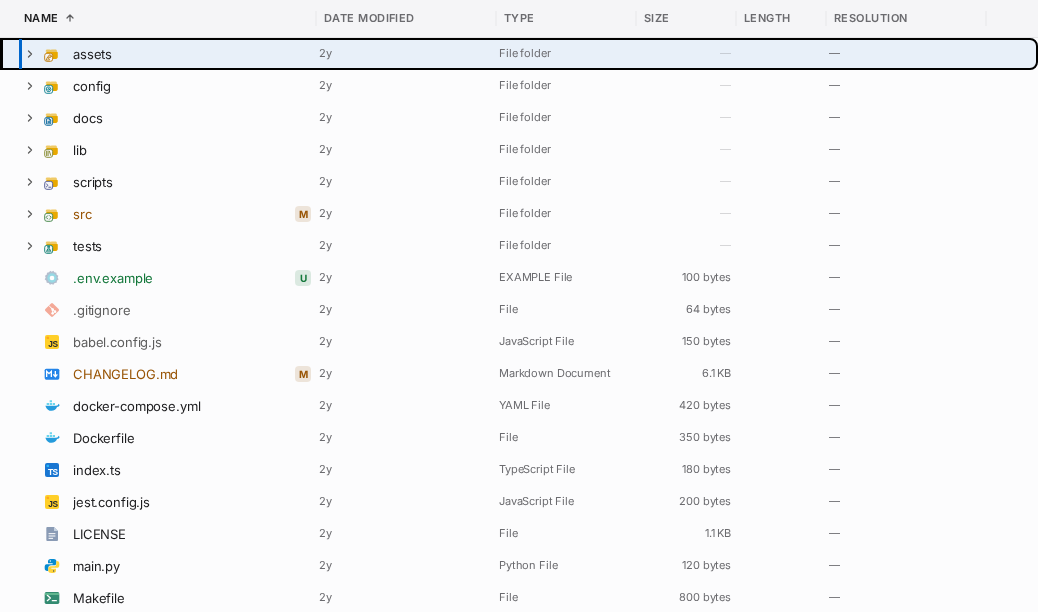 NAME DATE MODIFIED TYPE SIZE LENGTH RESOLUTION
assets 2y File folder — —
config 2y File folder — —
docs 2y File folder — —
lib 2y File folder — —
scripts 2y File folder — —
src M 2y File folder — —
tests 2y File folder — —
.env.example U 2y EXAMPLE File 100 bytes —
.gitignore 2y File 64 bytes —
JS babel.config.js 2y JavaScript File 150 bytes —
M CHANGELOG.md M 2y Markdown Document 6.1 KB —
docker-compose.yml 2y YAML File 420 bytes —
Dockerfile 2y File 350 bytes —
TS index.ts 2y TypeScript File 180 bytes —
JS jest.config.js 2y JavaScript File 200 bytes —
LICENSE 2y File 1.1 KB —
main.py 2y Python File 120 bytes —
Makefile 2y File 800 bytes —